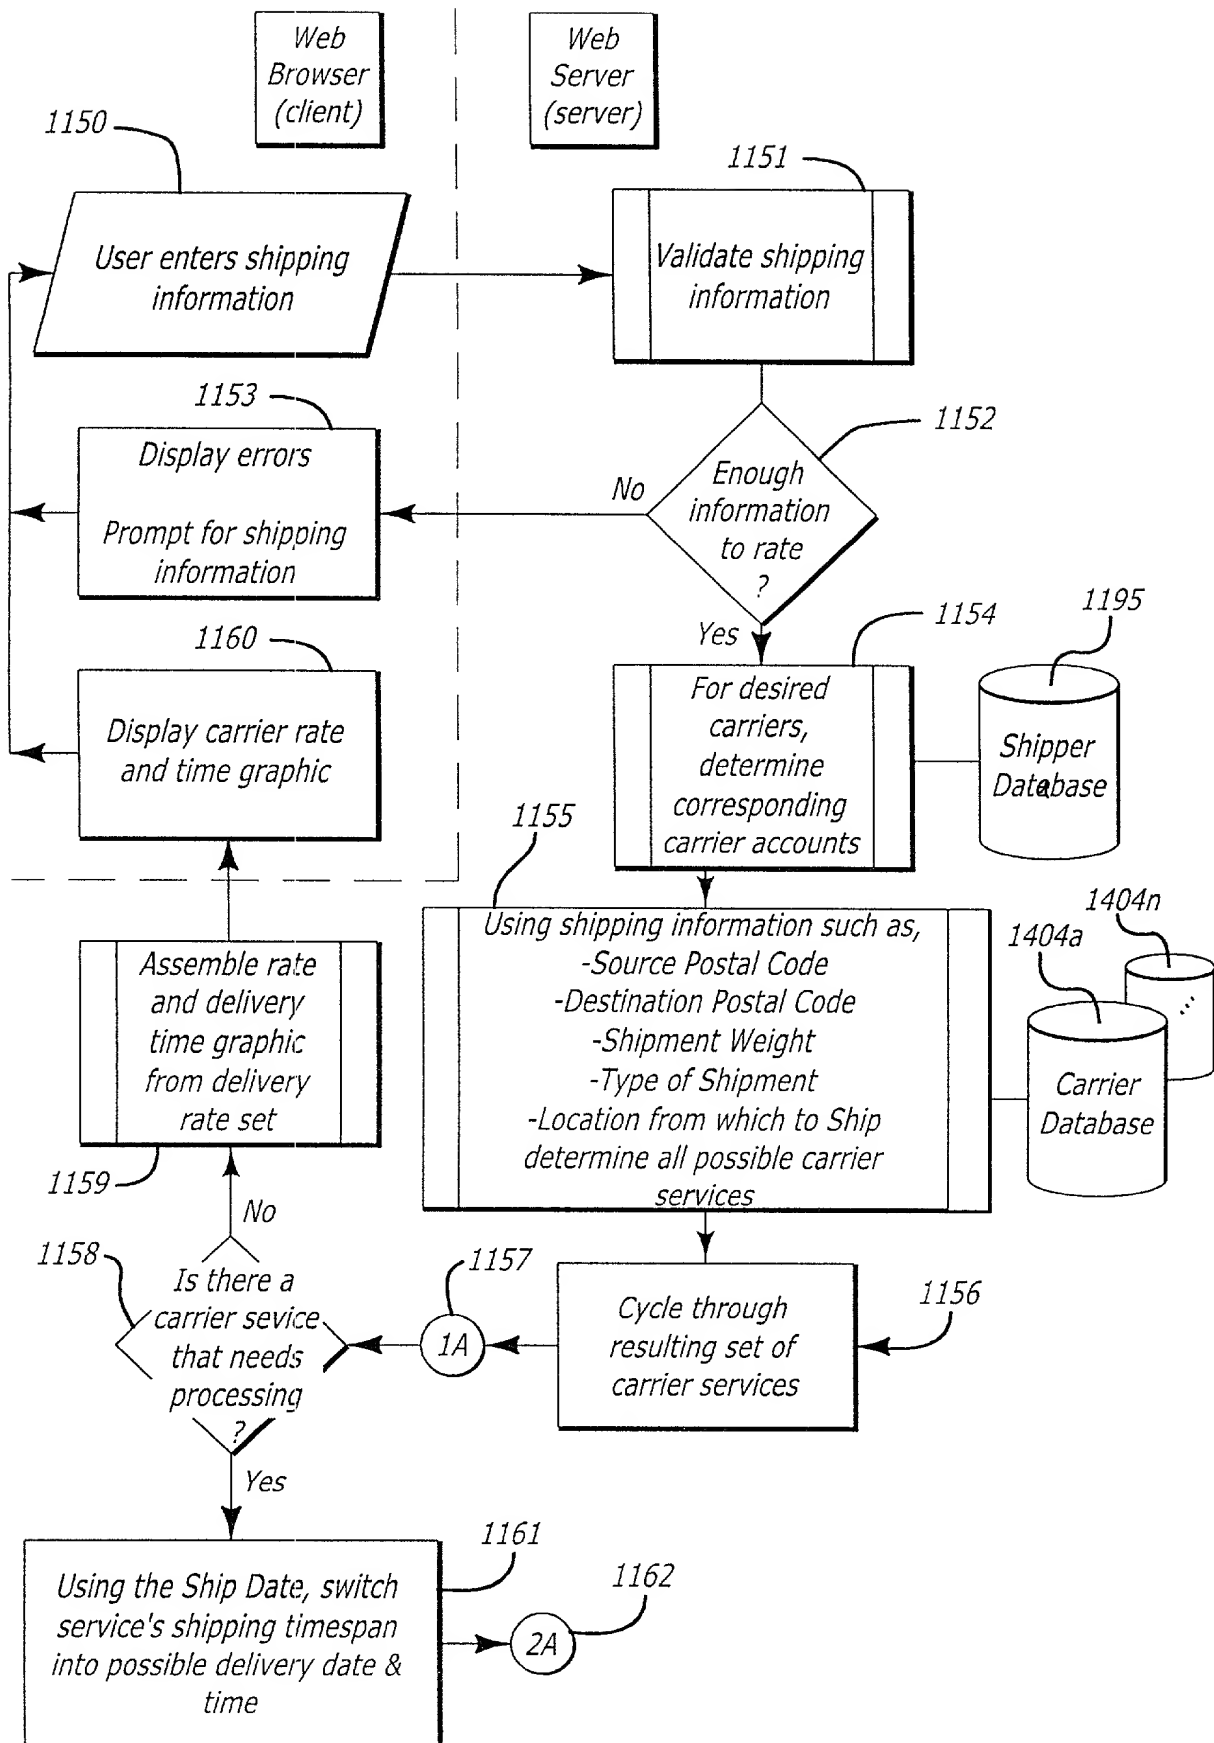 Web
Browser
(client)
Web
Server
(server)
1150
1151
User enters shipping
information
Validate shipping
information
1153
1152
Display errors
Prompt for shipping
information
No
Enough
information
to rate
?
Yes
1160
1154
1195
Display carrier rate
and time graphic
For desired
carriers,
determine
corresponding
carrier accounts
Shipper
Database
1155
Using shipping information such as,
-Source Postal Code
-Destination Postal Code
-Shipment Weight
-Type of Shipment
-Location from which to Ship
determine all possible carrier
services
1404n
1404a
...
Carrier
Database
Assemble rate
and delivery
time graphic
from delivery
rate set
1159
No
1158
Is there a
carrier sevice
that needs
processing
?
Yes
1157
1A
Cycle through
resulting set of
carrier services
1156
Using the Ship Date, switch
service's shipping timespan
into possible delivery date &
time
1161
1162
2A